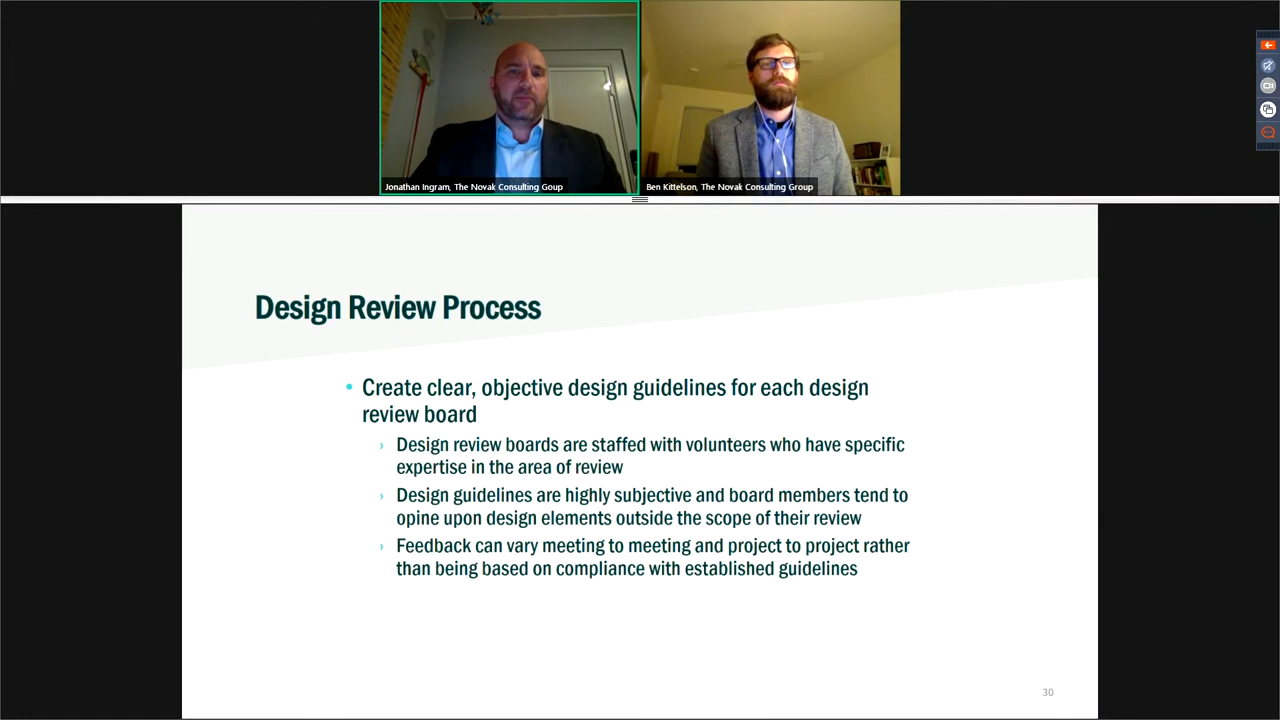 Jonathan Ingram, The Novak Consulting Goup
Ben Kittelson, The Novak Consulting Group
Design Review Process
• Create clear, objective design guidelines for each design
review board
› Design review boards are staffed with volunteers who have specific
expertise in the area of review
› Design guidelines are highly subjective and board members tend to
opine upon design elements outside the scope of their review
› Feedback can vary meeting to meeting and project to project rather
than being based on compliance with established guidelines
30